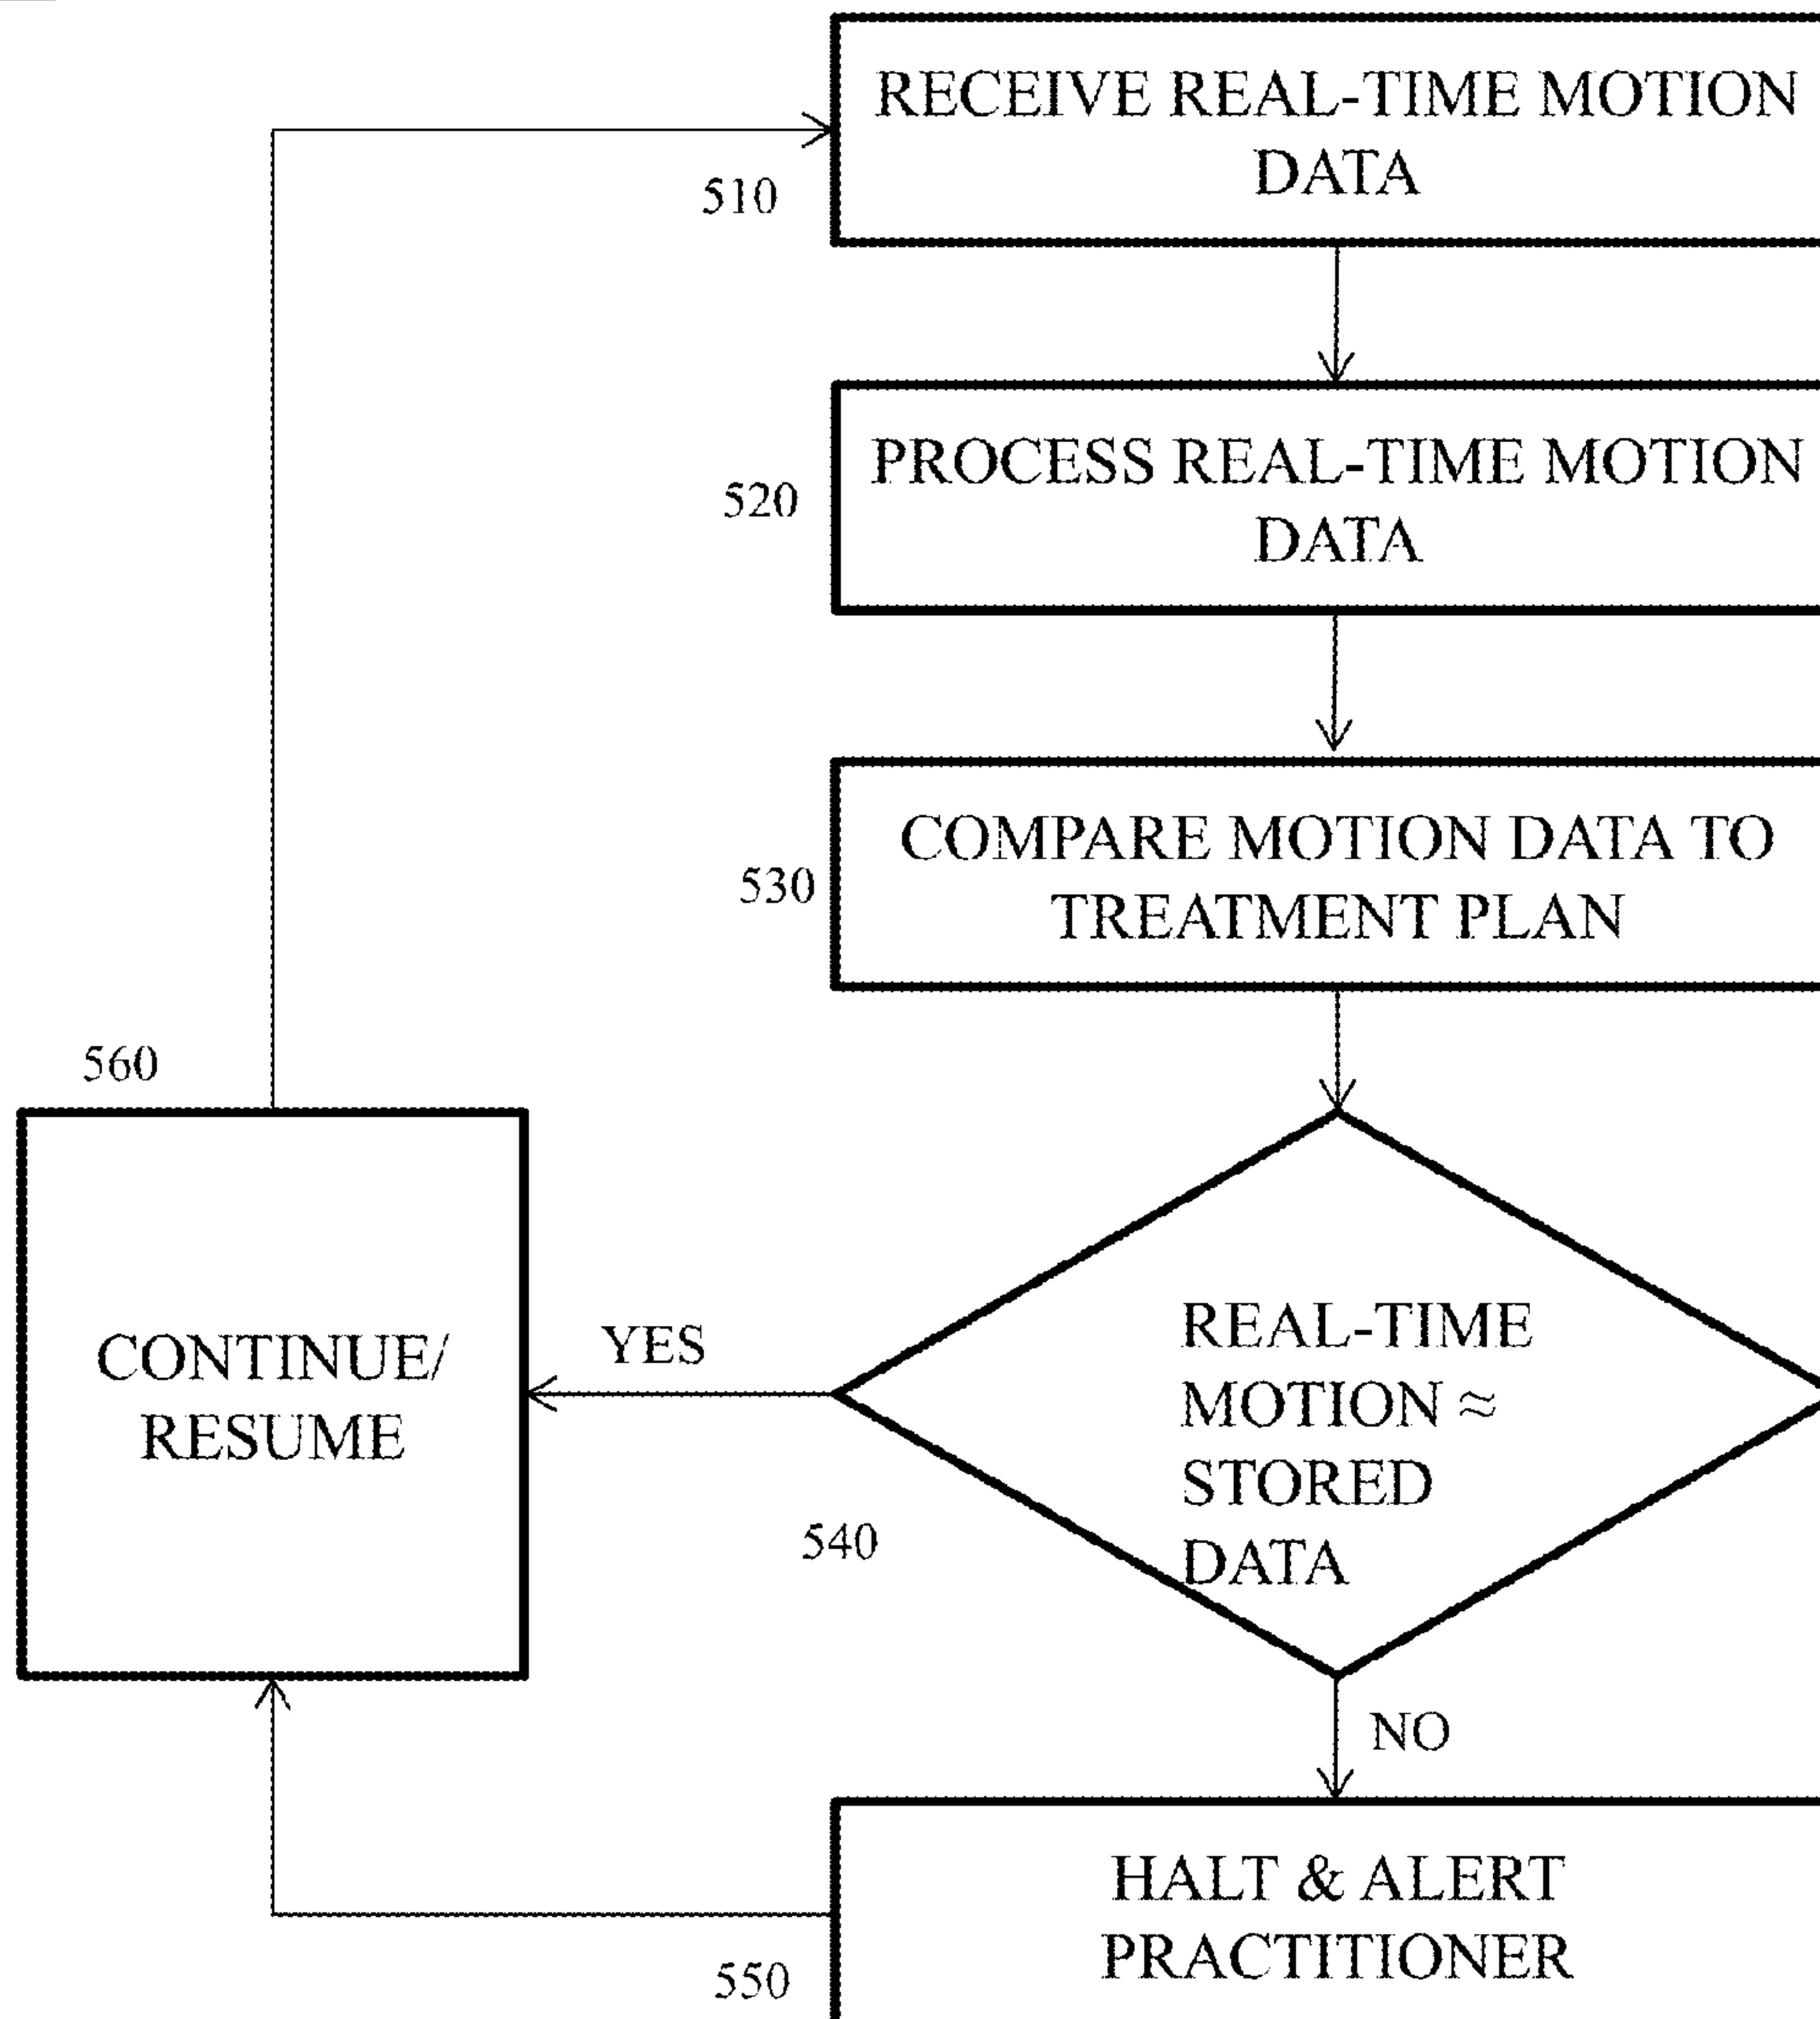 RECEIVE REAL-TIME MOTION
DATA
510
PROCESS REAL-TIME MOTION
DATA
520
COMPARE MOTION DATA TO
TREATMENT PLAN
530
560
CONTINUE/
RESUME
YES
REAL-TIME
MOTION ≈
STORED
DATA
540
NO
HALT & ALERT
PRACTITIONER
550